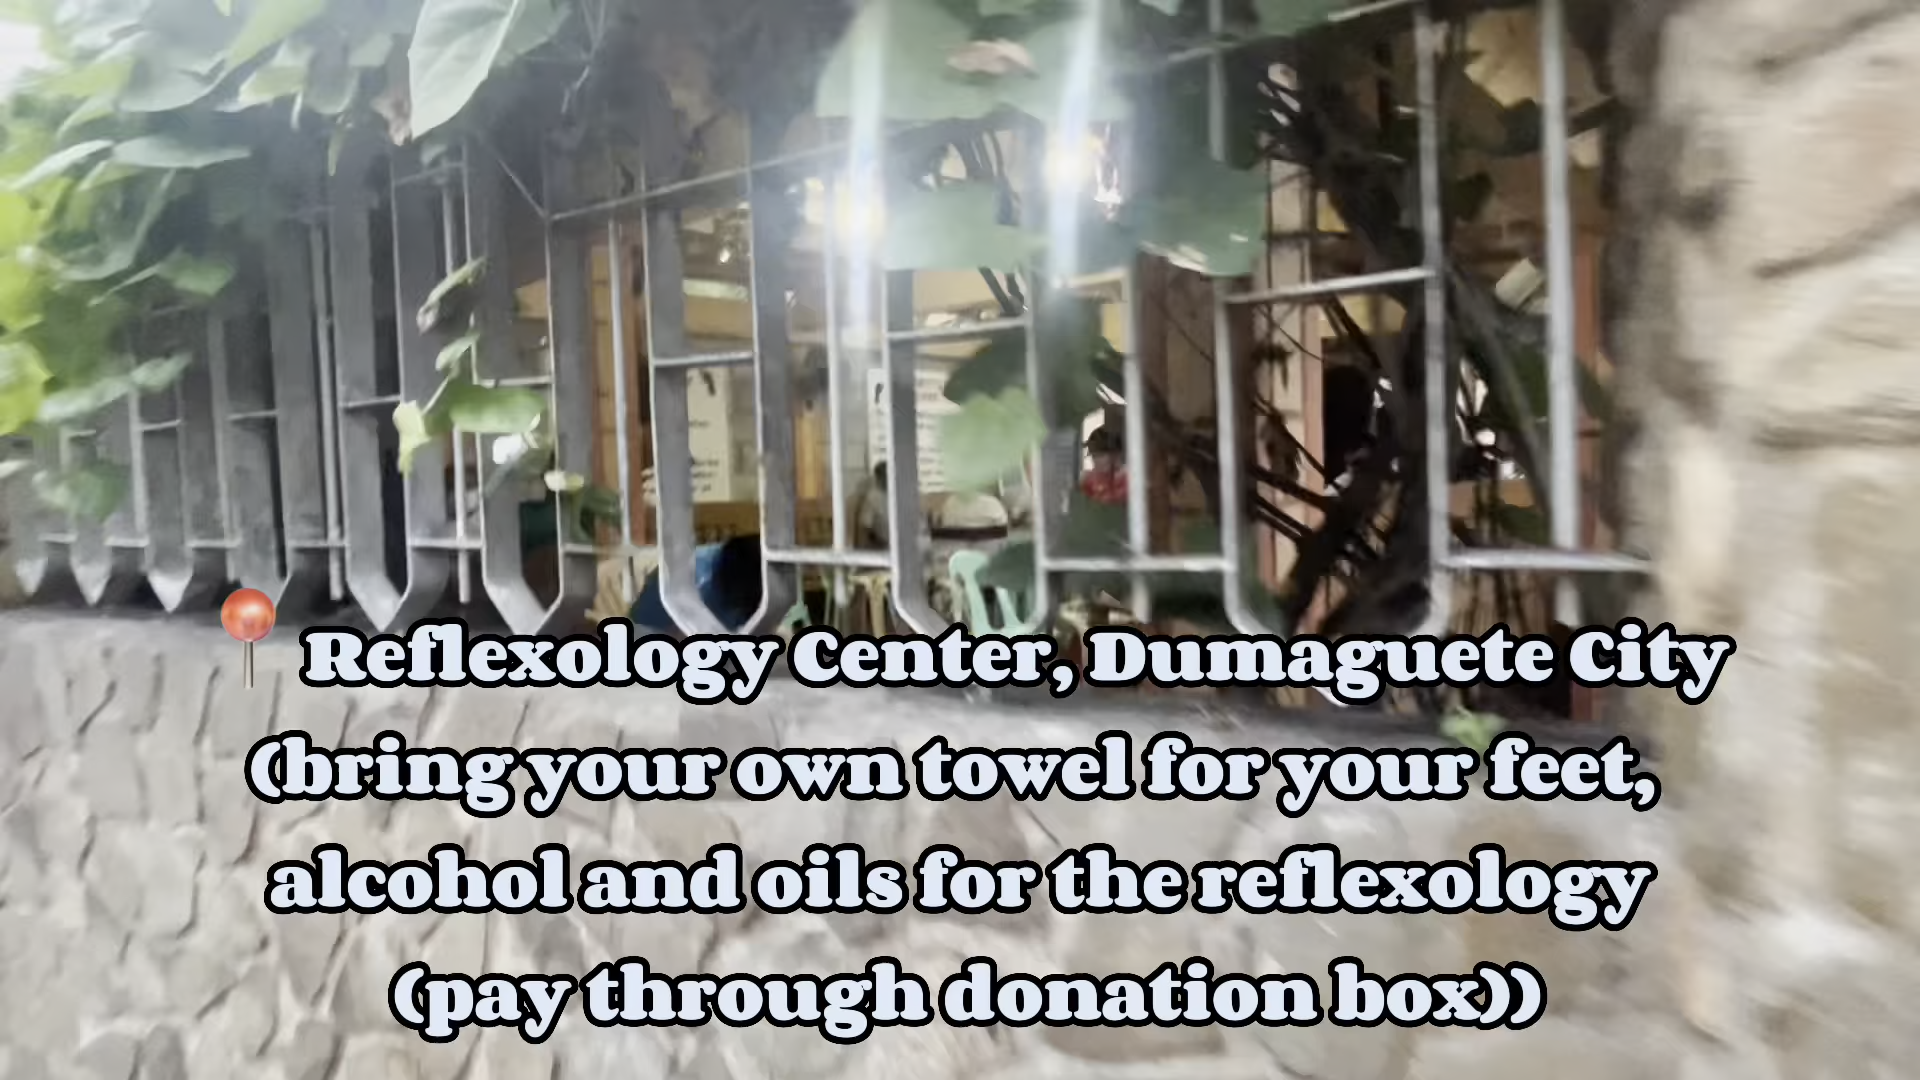 📍 Reflexology Center, Dumaguete City
(bring your own towel for your feet,
alcohol and oils for the reflexology
(pay through donation box))